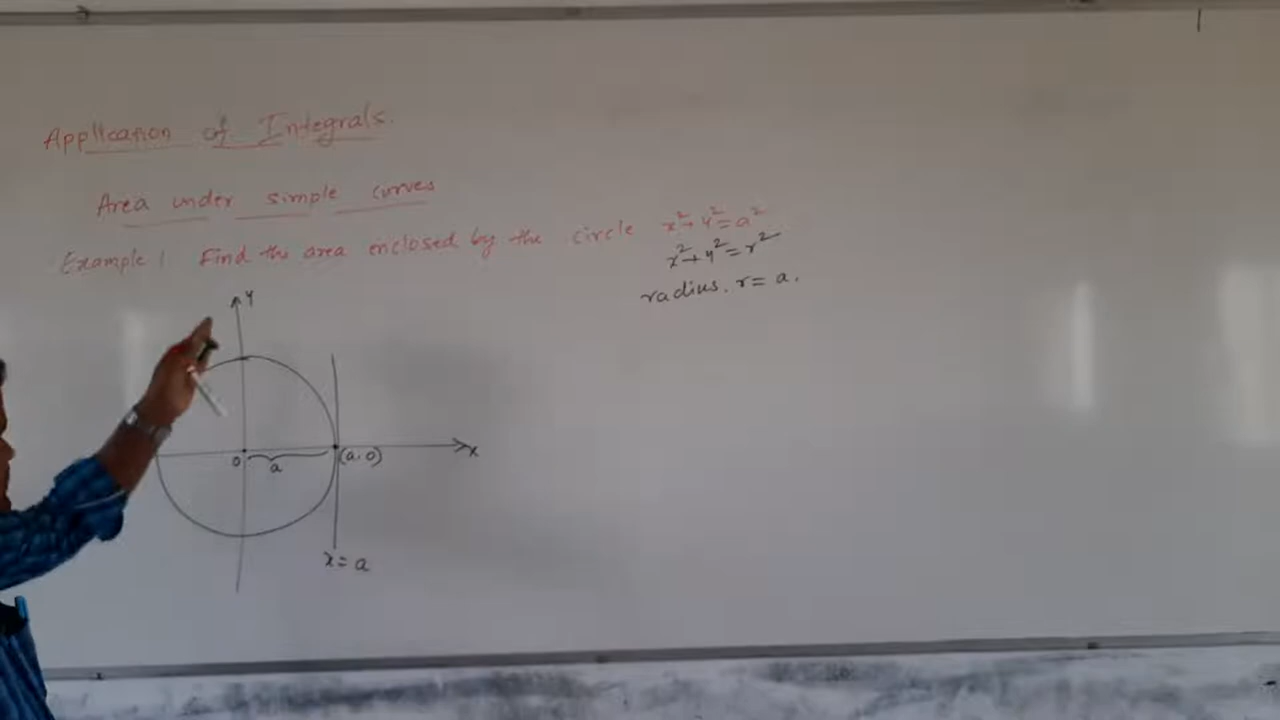 Application of Integrals.
Area under simple curves
Example 1 Find the area enclosed by the circle x²+y²=a²
x²+y²=r²
radius. r= a.
Y
0 a (a,0) X
x= a